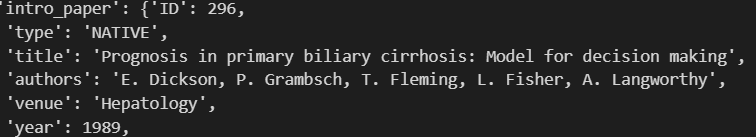 'intro_paper': {'ID': 296,
'type': 'NATIVE',
'title': 'Prognosis in primary biliary cirrhosis: Model for decision making',
'authors': 'E. Dickson, P. Grambsch, T. Fleming, L. Fisher, A. Langworthy',
'venue': 'Hepatology',
'year': 1989,